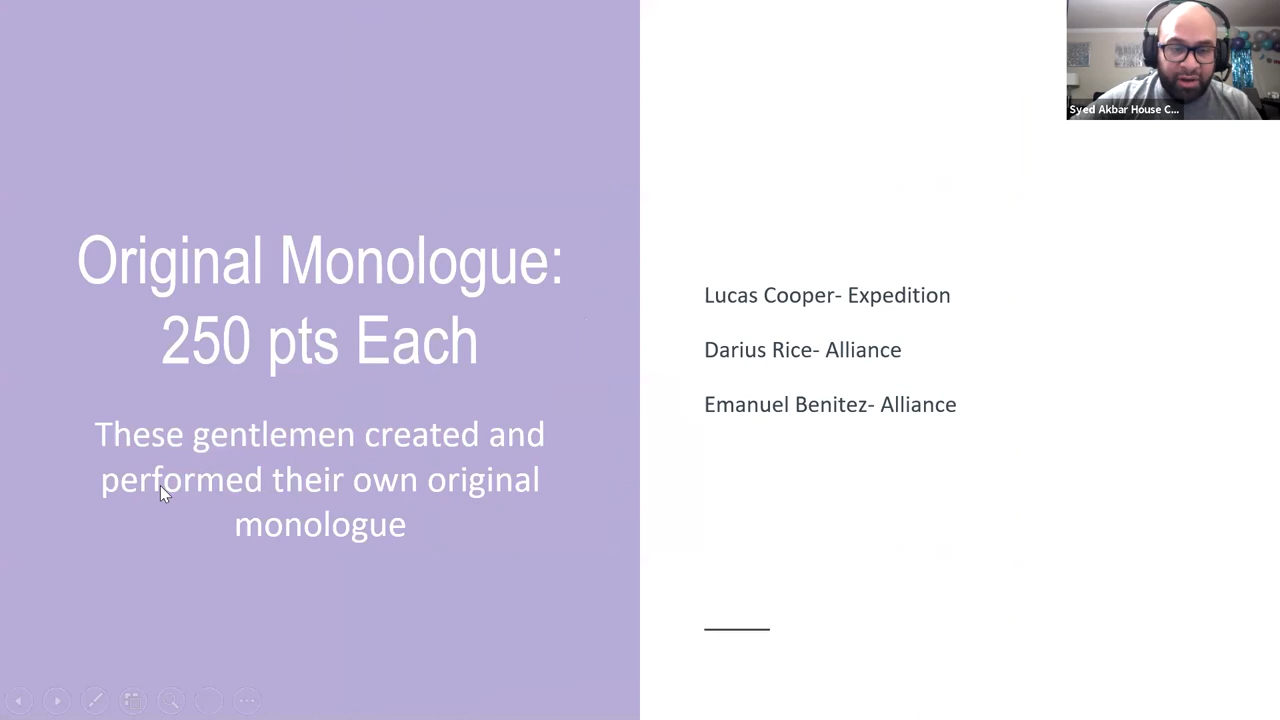 Original Monologue:
250 pts Each
These gentlemen created and
performed their own original
monologue
Lucas Cooper- Expedition
Darius Rice- Alliance
Emanuel Benitez- Alliance
Syed Akbar House C...